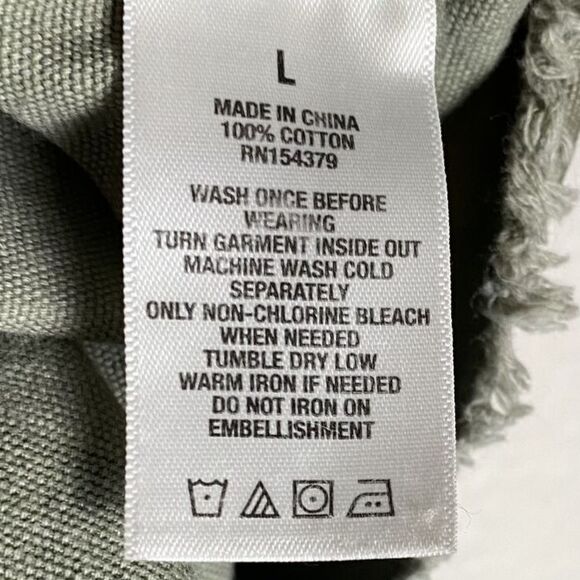 L
MADE IN CHINA
100% COTTON
RN154379
WASH ONCE BEFORE
WEARING
TURN GARMENT INSIDE OUT
MACHINE WASH COLD
SEPARATELY
ONLY NON-CHLORINE BLEACH
WHEN NEEDED
TUMBLE DRY LOW
WARM IRON IF NEEDED
DO NOT IRON ON
EMBELLISHMENT